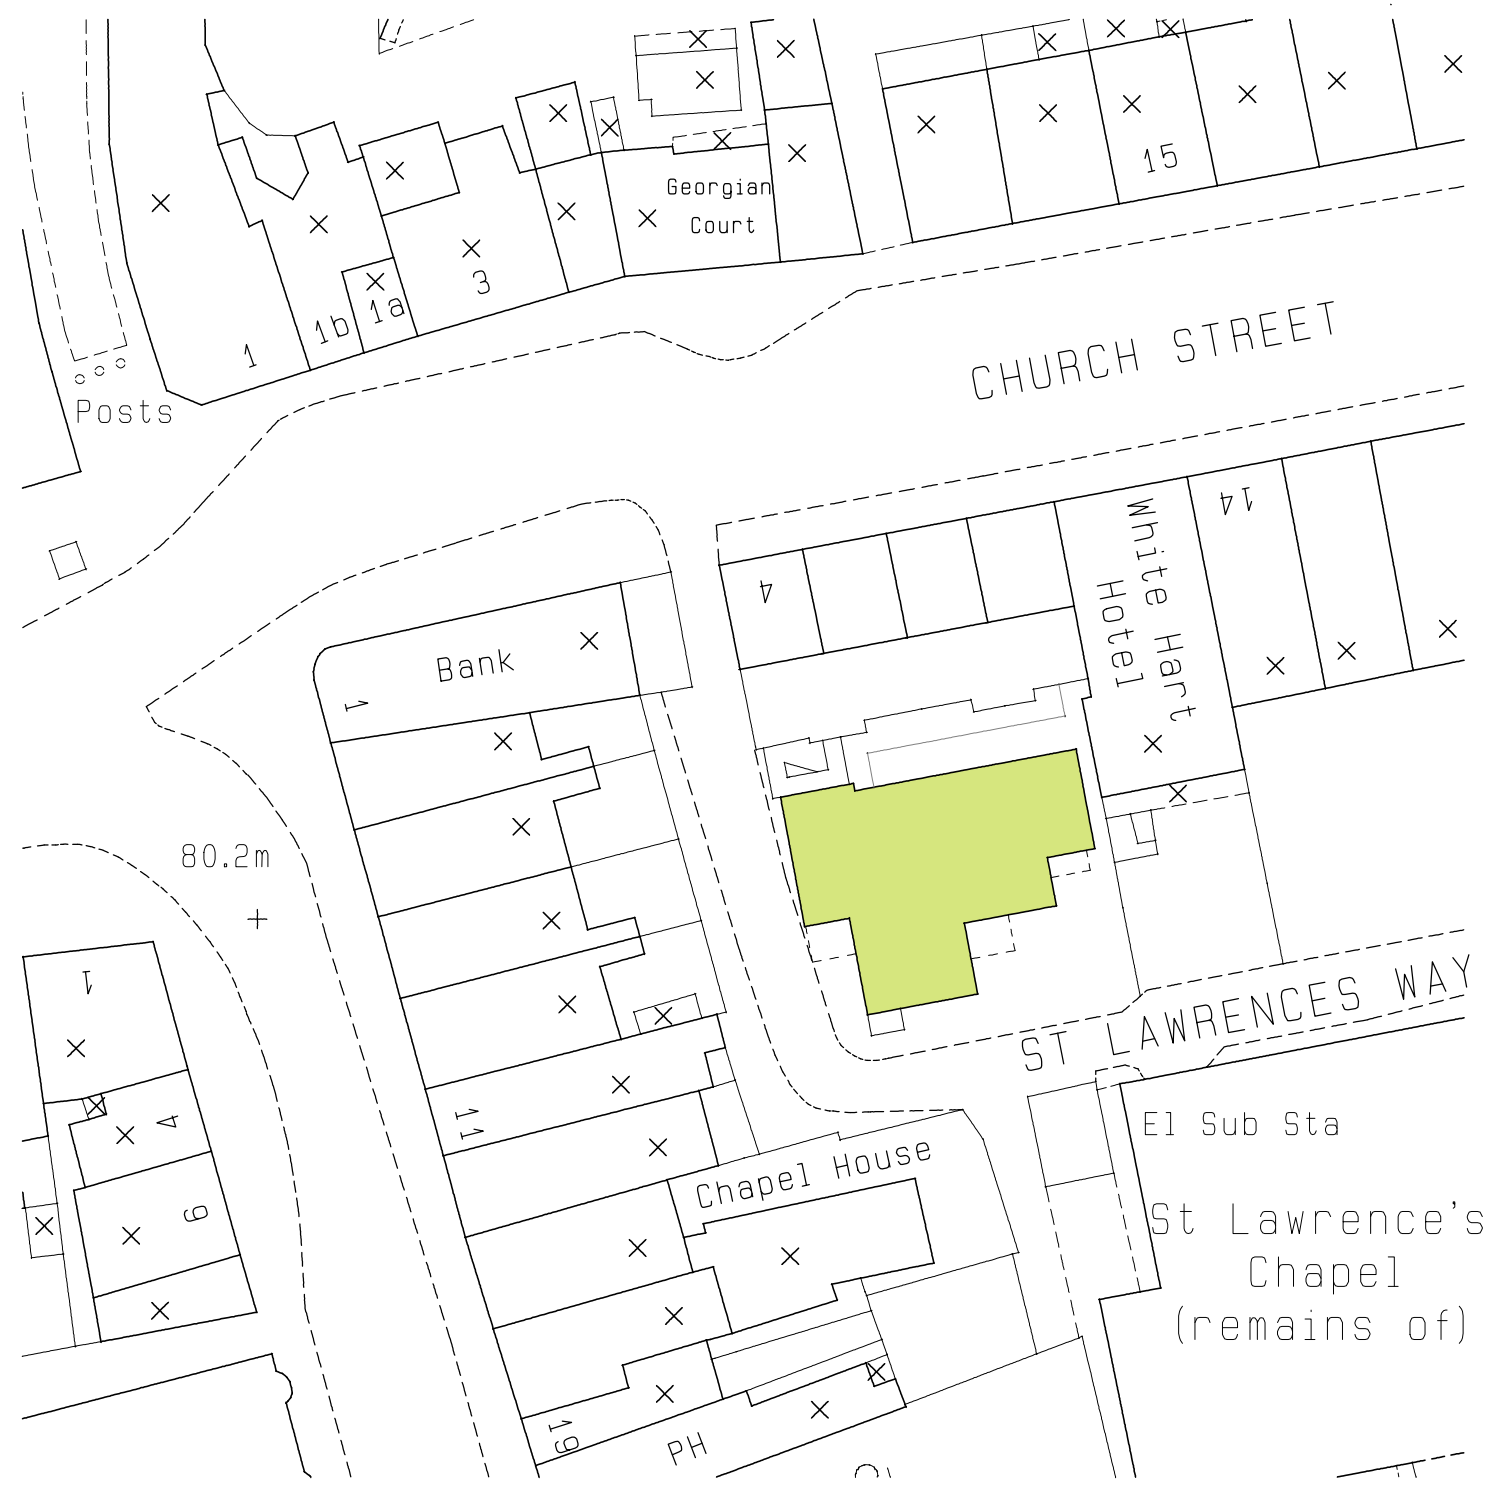 Georgian
Court
15
3
1a
1b
1
Posts
CHURCH STREET
14
White Hart
Hotel
4
Bank
1
80.2m
1
4
9
11
ST LAWRENCES WAY
El Sub Sta
Chapel House
St Lawrence's
Chapel
(remains of)
19
PH